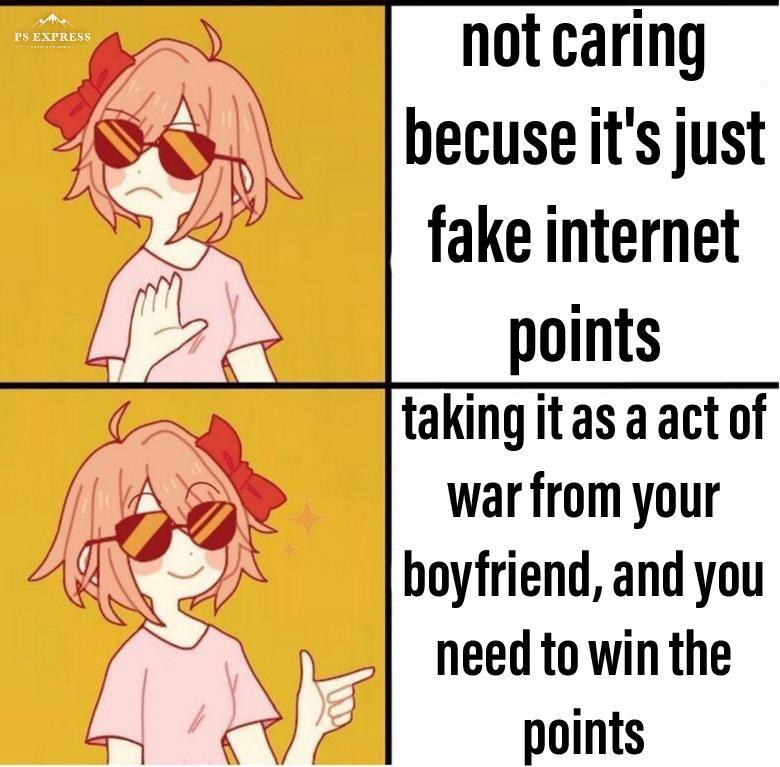 PS EXPRESS
not caring
becuse it's just
fake internet
points
taking it as a act of
war from your
boyfriend, and you
need to win the
points